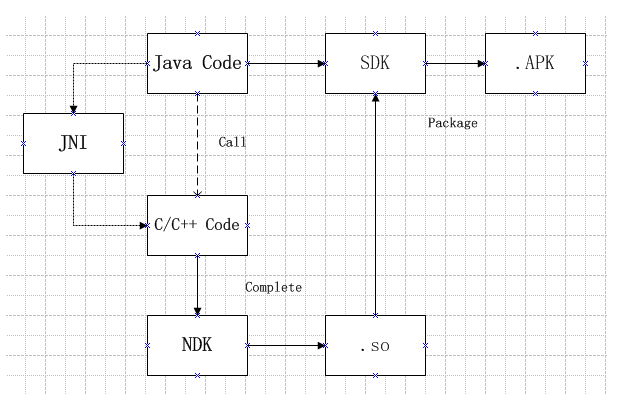 Java Code
SDK
.APK
Package
JNI
Call
C/C++ Code
Complete
NDK
.so